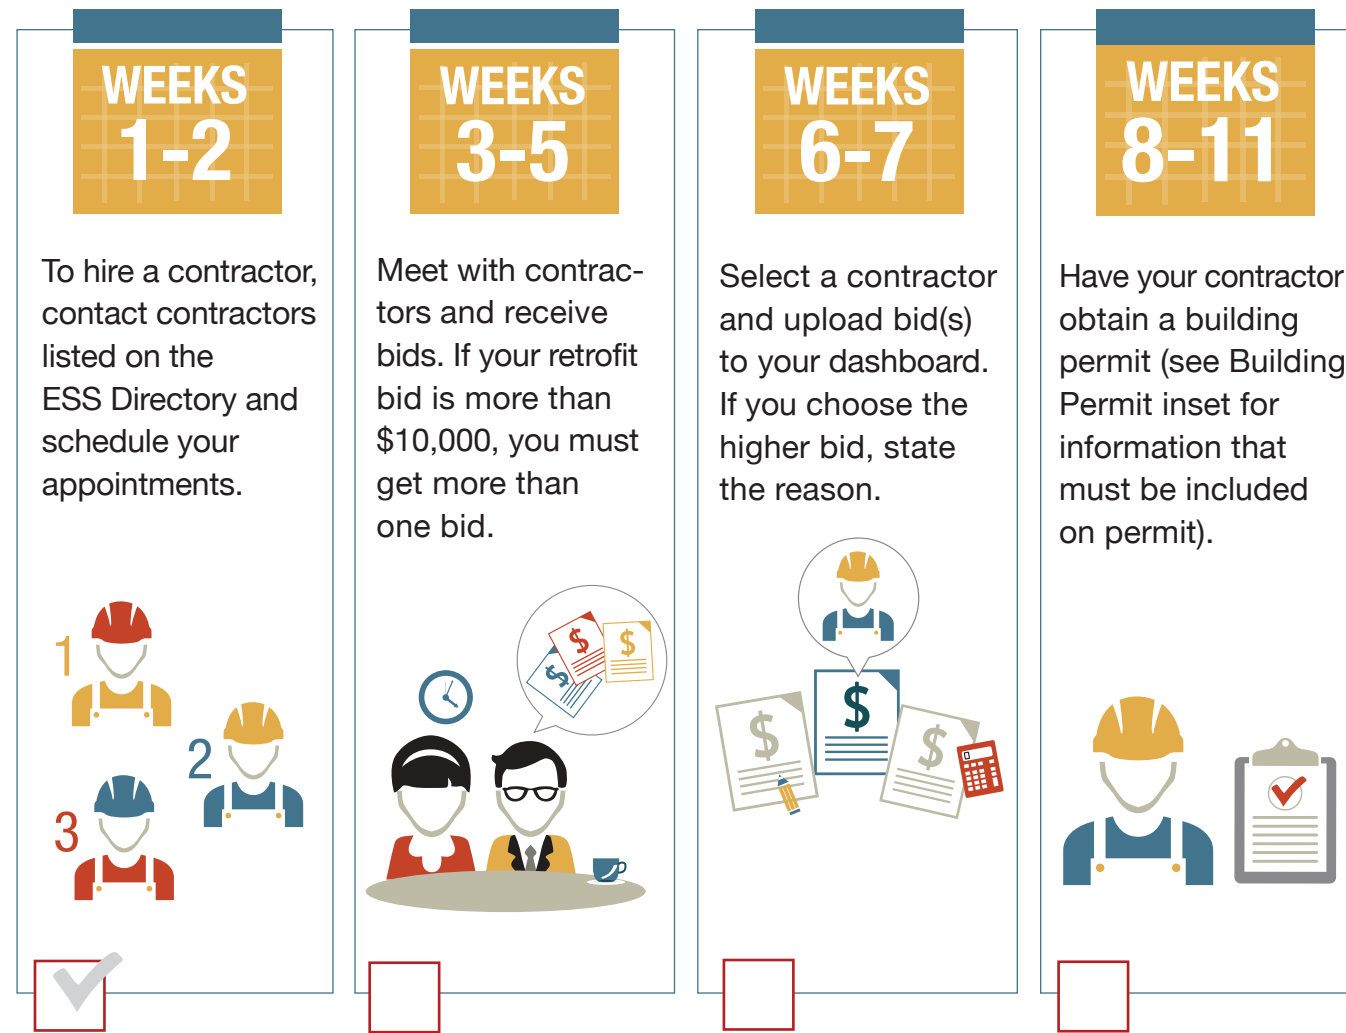 WEEKS
1-2
To hire a contractor,
contact contractors
listed on the
ESS Directory and
schedule your
appointments.
1
2
3
WEEKS
3-5
Meet with contrac-
tors and receive
bids. If your retrofit
bid is more than
$10,000, you must
get more than
one bid.
$
$
$
WEEKS
6-7
Select a contractor
and upload bid(s)
to your dashboard.
If you choose the
higher bid, state
the reason.
$
$
$
0
WEEKS
8-11
Have your contractor
obtain a building
permit (see Building
Permit inset for
information that
must be included
on permit).